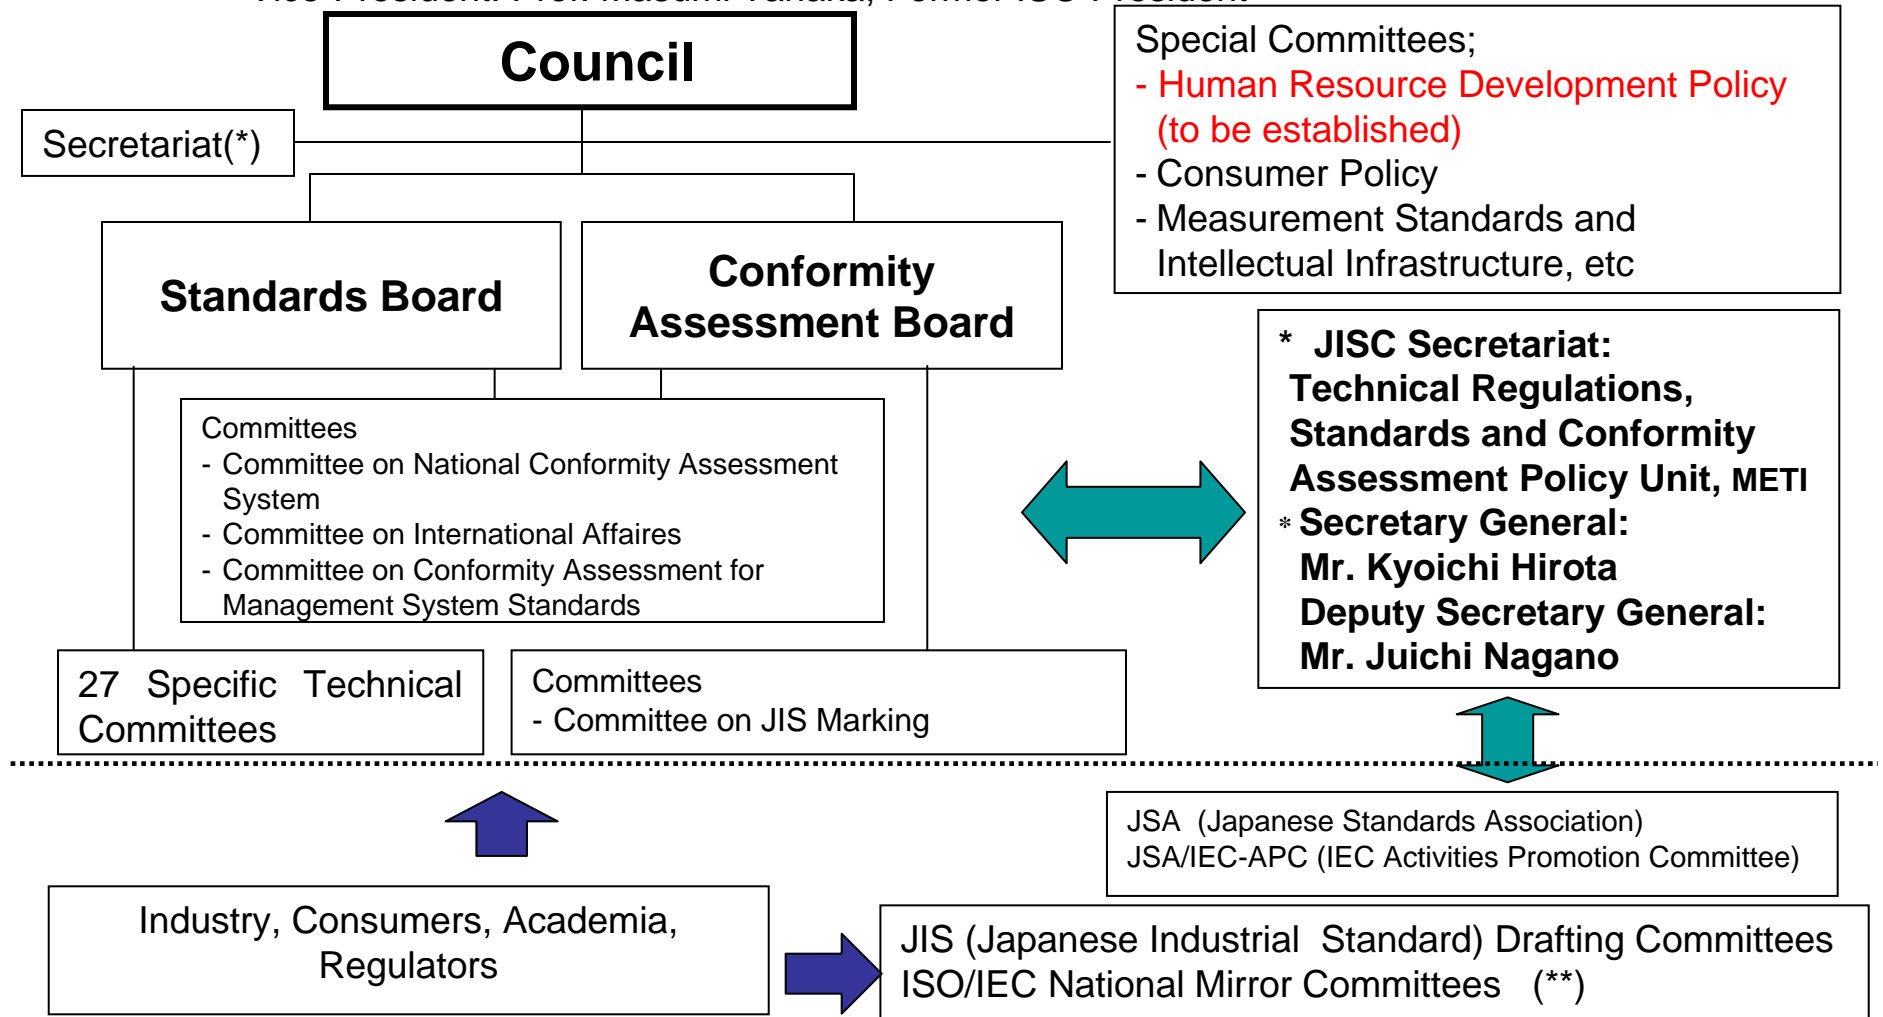 Council
Secretariat(*)
Special Committees;
- Human Resource Development Policy
(to be established)
- Consumer Policy
- Measurement Standards and
Intellectual Infrastructure, etc
Standards Board
Conformity
Assessment Board
* JISC Secretariat:
Technical Regulations,
Standards and Conformity
Assessment Policy Unit, METI
* Secretary General:
Mr. Kyoichi Hirota
Deputy Secretary General:
Mr. Juichi Nagano
Committees
- Committee on National Conformity Assessment
System
- Committee on International Affaires
- Committee on Conformity Assessment for
Management System Standards
27 Specific Technical
Committees
Committees
- Committee on JIS Marking
JSA (Japanese Standards Association)
JSA/IEC-APC (IEC Activities Promotion Committee)
Industry, Consumers, Academia,
Regulators
JIS (Japanese Industrial Standard) Drafting Committees
ISO/IEC National Mirror Committees (**)